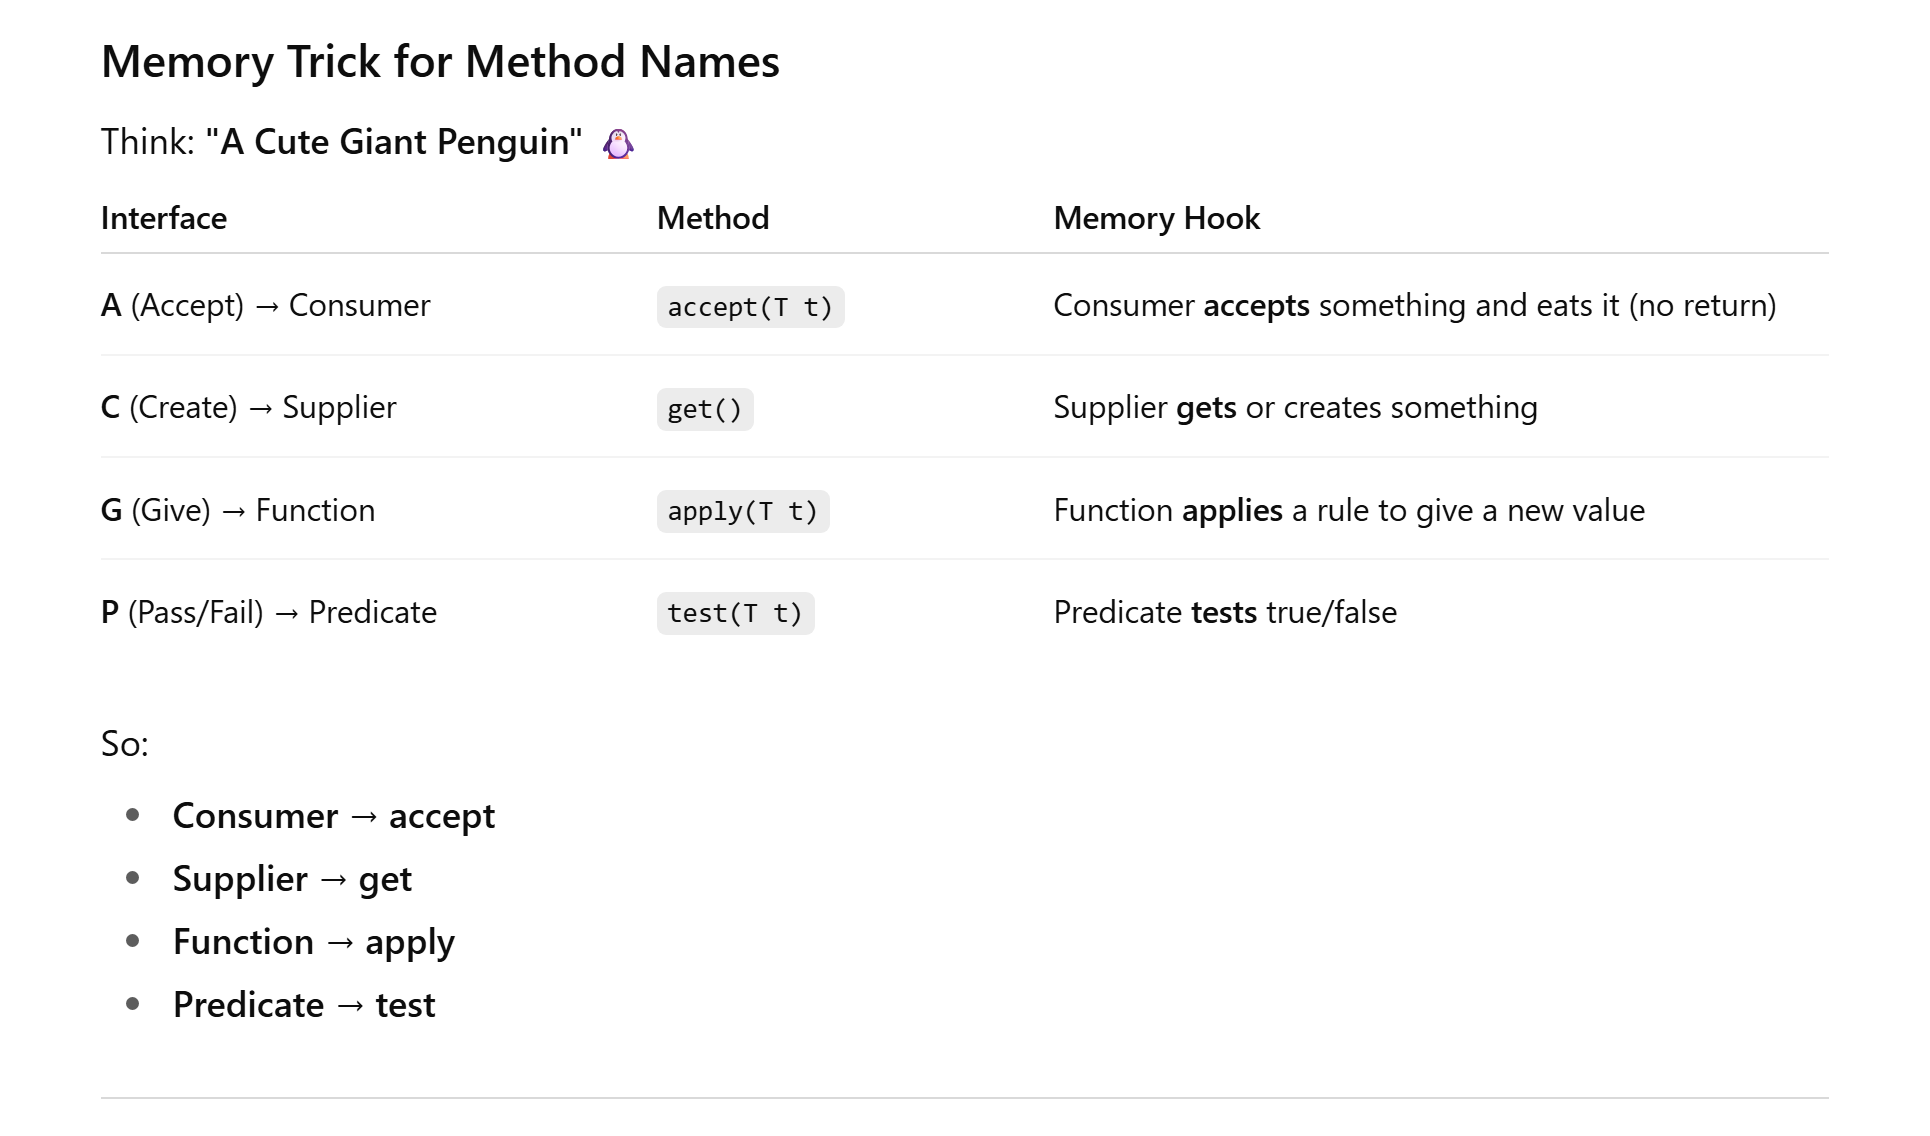 Memory Trick for Method Names
Think: "A Cute Giant Penguin" 🐧
Interface Method Memory Hook
A (Accept) → Consumer accept(T t) Consumer accepts something and eats it (no return)
C (Create) → Supplier get() Supplier gets or creates something
G (Give) → Function apply(T t) Function applies a rule to give a new value
P (Pass/Fail) → Predicate test(T t) Predicate tests true/false
So:
• Consumer → accept
• Supplier → get
• Function → apply
• Predicate → test